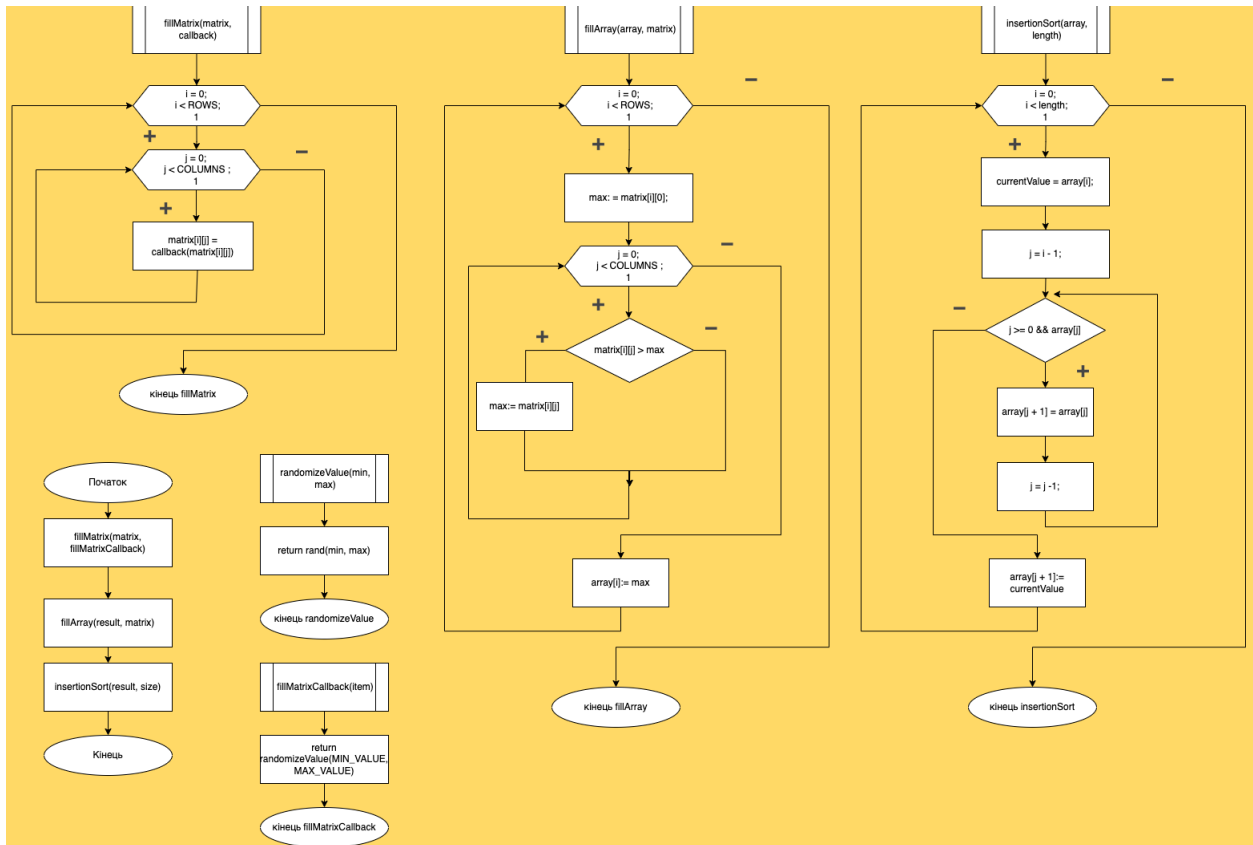 fillMatrix(matrix,
callback)
i = 0;
i < ROWS;
1
+
−
j = 0;
j < COLUMNS ;
1
+
matrix[i][j] =
callback(matrix[i][j])
кінець fillMatrix
Початок
fillMatrix(matrix,
fillMatrixCallback)
fillArray(result, matrix)
insertionSort(result, size)
Кінець
randomizeValue(min,
max)
return rand(min, max)
кінець randomizeValue
fillMatrixCallback(item)
return
randomizeValue(MIN_VALUE,
MAX_VALUE)
кінець fillMatrixCallback
fillArray(array, matrix)
−
i = 0;
i < ROWS;
1
+
max: = matrix[i][0];
−
j = 0;
j < COLUMNS ;
1
+
+
−
matrix[i][j] > max
max:= matrix[i][j]
array[i]:= max
кінець fillArray
insertionSort(array,
length)
−
i = 0;
i < length;
1
+
currentValue = array[i];
j = i - 1;
−
j >= 0 && array[j]
+
array[j + 1] = array[j]
j = j -1;
array[j + 1]:=
currentValue
кінець insertionSort